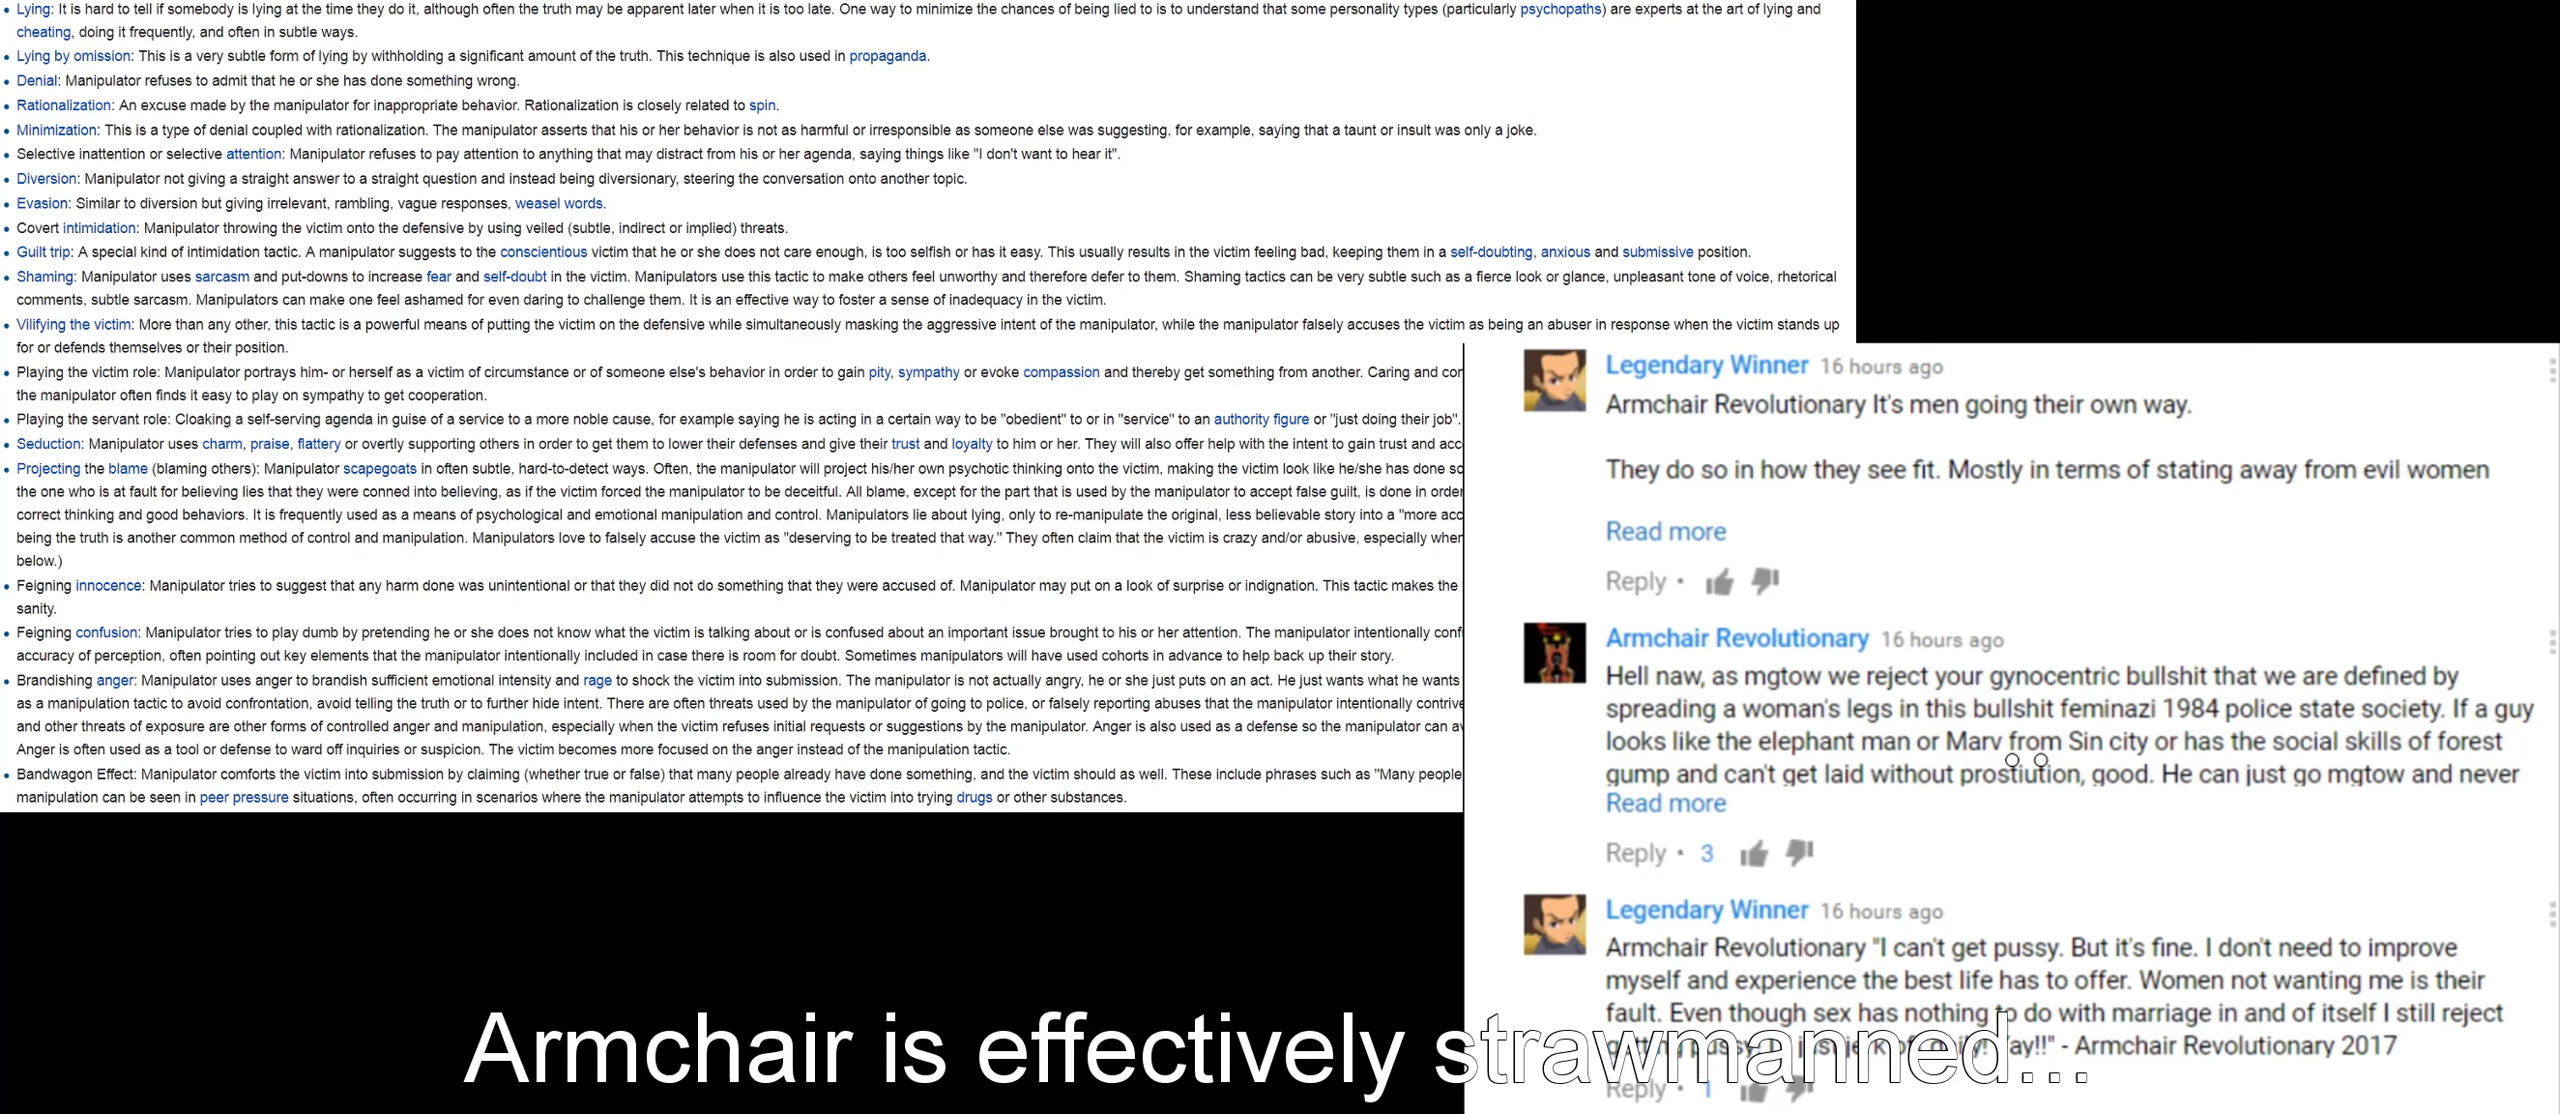 • Lying: It is hard to tell if somebody is lying at the time they do it, although often the truth may be apparent later when it is too late. One way to minimize the chances of being lied to is to understand that some personality types (particularly psychopaths) are experts at the art of lying and
cheating, doing it frequently, and often in subtle ways.
• Lying by omission: This is a very subtle form of lying by withholding a significant amount of the truth. This technique is also used in propaganda.
• Denial: Manipulator refuses to admit that he or she has done something wrong.
• Rationalization: An excuse made by the manipulator for inappropriate behavior. Rationalization is closely related to spin.
• Minimization: This is a type of denial coupled with rationalization. The manipulator asserts that his or her behavior is not as harmful or irresponsible as someone else was suggesting, for example, saying that a taunt or insult was only a joke.
• Selective inattention or selective attention: Manipulator refuses to pay attention to anything that may distract from his or her agenda, saying things like "I don't want to hear it".
• Diversion: Manipulator not giving a straight answer to a straight question and instead being diversionary, steering the conversation onto another topic.
• Evasion: Similar to diversion but giving irrelevant, rambling, vague responses, weasel words.
• Covert intimidation: Manipulator throwing the victim onto the defensive by using veiled (subtle, indirect or implied) threats.
• Guilt trip: A special kind of intimidation tactic. A manipulator suggests to the conscientious victim that he or she does not care enough, is too selfish or has it easy. This usually results in the victim feeling bad, keeping them in a self-doubting, anxious and submissive position.
• Shaming: Manipulator uses sarcasm and put-downs to increase fear and self-doubt in the victim. Manipulators use this tactic to make others feel unworthy and therefore defer to them. Shaming tactics can be very subtle such as a fierce look or glance, unpleasant tone of voice, rhetorical
comments, subtle sarcasm. Manipulators can make one feel ashamed for even daring to challenge them. It is an effective way to foster a sense of inadequacy in the victim.
• Vilifying the victim: More than any other, this tactic is a powerful means of putting the victim on the defensive while simultaneously masking the aggressive intent of the manipulator, while the manipulator falsely accuses the victim as being an abuser in response when the victim stands up
for or defends themselves or their position.
• Playing the victim role: Manipulator portrays him- or herself as a victim of circumstance or of someone else's behavior in order to gain pity, sympathy or evoke compassion and thereby get something from another. Caring and cor
the manipulator often finds it easy to play on sympathy to get cooperation.
• Playing the servant role: Cloaking a self-serving agenda in guise of a service to a more noble cause, for example saying he is acting in a certain way to be "obedient" to or in "service" to an authority figure or "just doing their job".
• Seduction: Manipulator uses charm, praise, flattery or overtly supporting others in order to get them to lower their defenses and give their trust and loyalty to him or her. They will also offer help with the intent to gain trust and acc
• Projecting the blame (blaming others): Manipulator scapegoats in often subtle, hard-to-detect ways. Often, the manipulator will project his/her own psychotic thinking onto the victim, making the victim look like he/she has done so
the one who is at fault for believing lies that they were conned into believing, as if the victim forced the manipulator to be deceitful. All blame, except for the part that is used by the manipulator to accept false guilt, is done in order
correct thinking and good behaviors. It is frequently used as a means of psychological and emotional manipulation and control. Manipulators lie about lying, only to re-manipulate the original, less believable story into a "more acc
being the truth is another common method of control and manipulation. Manipulators love to falsely accuse the victim as "deserving to be treated that way." They often claim that the victim is crazy and/or abusive, especially wher
below.)
• Feigning innocence: Manipulator tries to suggest that any harm done was unintentional or that they did not do something that they were accused of. Manipulator may put on a look of surprise or indignation. This tactic makes the
sanity.
• Feigning confusion: Manipulator tries to play dumb by pretending he or she does not know what the victim is talking about or is confused about an important issue brought to his or her attention. The manipulator intentionally conf
accuracy of perception, often pointing out key elements that the manipulator intentionally included in case there is room for doubt. Sometimes manipulators will have used cohorts in advance to help back up their story.
• Brandishing anger: Manipulator uses anger to brandish sufficient emotional intensity and rage to shock the victim into submission. The manipulator is not actually angry, he or she just puts on an act. He just wants what he wants
as a manipulation tactic to avoid confrontation, avoid telling the truth or to further hide intent. There are often threats used by the manipulator of going to police, or falsely reporting abuses that the manipulator intentionally contrive
and other threats of exposure are other forms of controlled anger and manipulation, especially when the victim refuses initial requests or suggestions by the manipulator. Anger is also used as a defense so the manipulator can av
Anger is often used as a tool or defense to ward off inquiries or suspicion. The victim becomes more focused on the anger instead of the manipulation tactic.
• Bandwagon Effect: Manipulator comforts the victim into submission by claiming (whether true or false) that many people already have done something, and the victim should as well. These include phrases such as "Many people
manipulation can be seen in peer pressure situations, often occurring in scenarios where the manipulator attempts to influence the victim into trying drugs or other substances.
Legendary Winner 16 hours ago
Armchair Revolutionary It's men going their own way.
They do so in how they see fit. Mostly in terms of stating away from evil women
Read more
Reply •
Armchair Revolutionary 16 hours ago
Hell naw, as mgtow we reject your gynocentric bullshit that we are defined by
spreading a woman's legs in this bullshit feminazi 1984 police state society. If a guy
looks like the elephant man or Marv from Sin city or has the social skills of forest
gump and can't get laid without prostiution, good. He can just go mgtow and never
Read more
Reply • 3
Legendary Winner 16 hours ago
Armchair Revolutionary "I can't get pussy. But it's fine. I don't need to improve
myself and experience the best life has to offer. Women not wanting me is their
fault. Even though sex has nothing to do with marriage in and of itself I still reject
pussy. jerk ay!!" - Armchair Revolutionary 2017
Reply • 1
Armchair is effectively strawmanned...